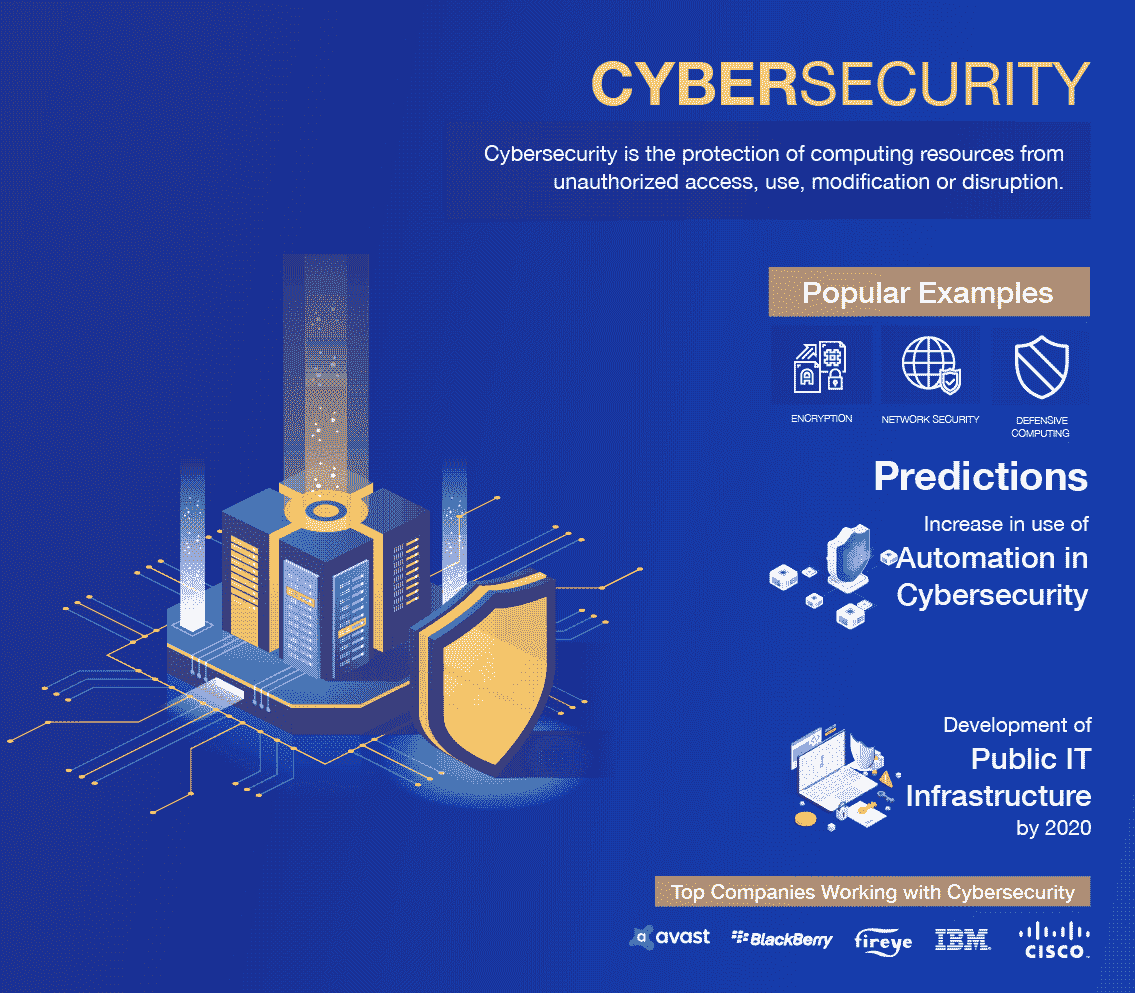 CYBERSECURITY
Cybersecurity is the protection of computing resources from
unauthorized access, use, modification or disruption.
Popular Examples
ENCRYPTION
NETWORK SECURITY
DEFENSIVE
COMPUTING
Predictions
Increase in use of
Automation in
Cybersecurity
Development of
Public IT
Infrastructure
by 2020
Top Companies Working with Cybersecurity
a avast
BlackBerry
fireye
IBM
CISCO